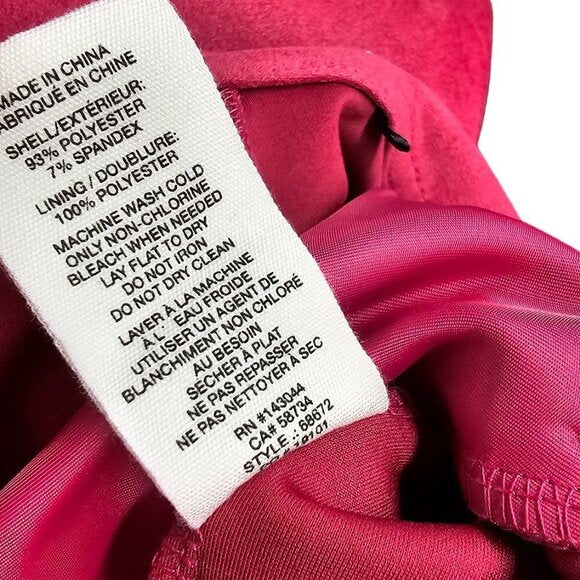 MADE IN CHINA
FABRIQUÉ EN CHINE
SHELL/EXTÉRIEUR:
93% POLYESTER
7% SPANDEX
LINING / DOUBLURE:
100% POLYESTER
MACHINE WASH COLD
ONLY NON-CHLORINE
BLEACH WHEN NEEDED
LAY FLAT TO DRY
DO NOT IRON
DO NOT DRY CLEAN
LAVER À LA MACHINE
À L' EAU FROIDE
UTILISER UN AGENT DE
BLANCHIMENT NON CHLORÉ
AU BESOIN
SÉCHER À PLAT
NE PAS REPASSER
NE PAS NETTOYER À SEC
RN #143044
CA# 58734
STYLE : 68672